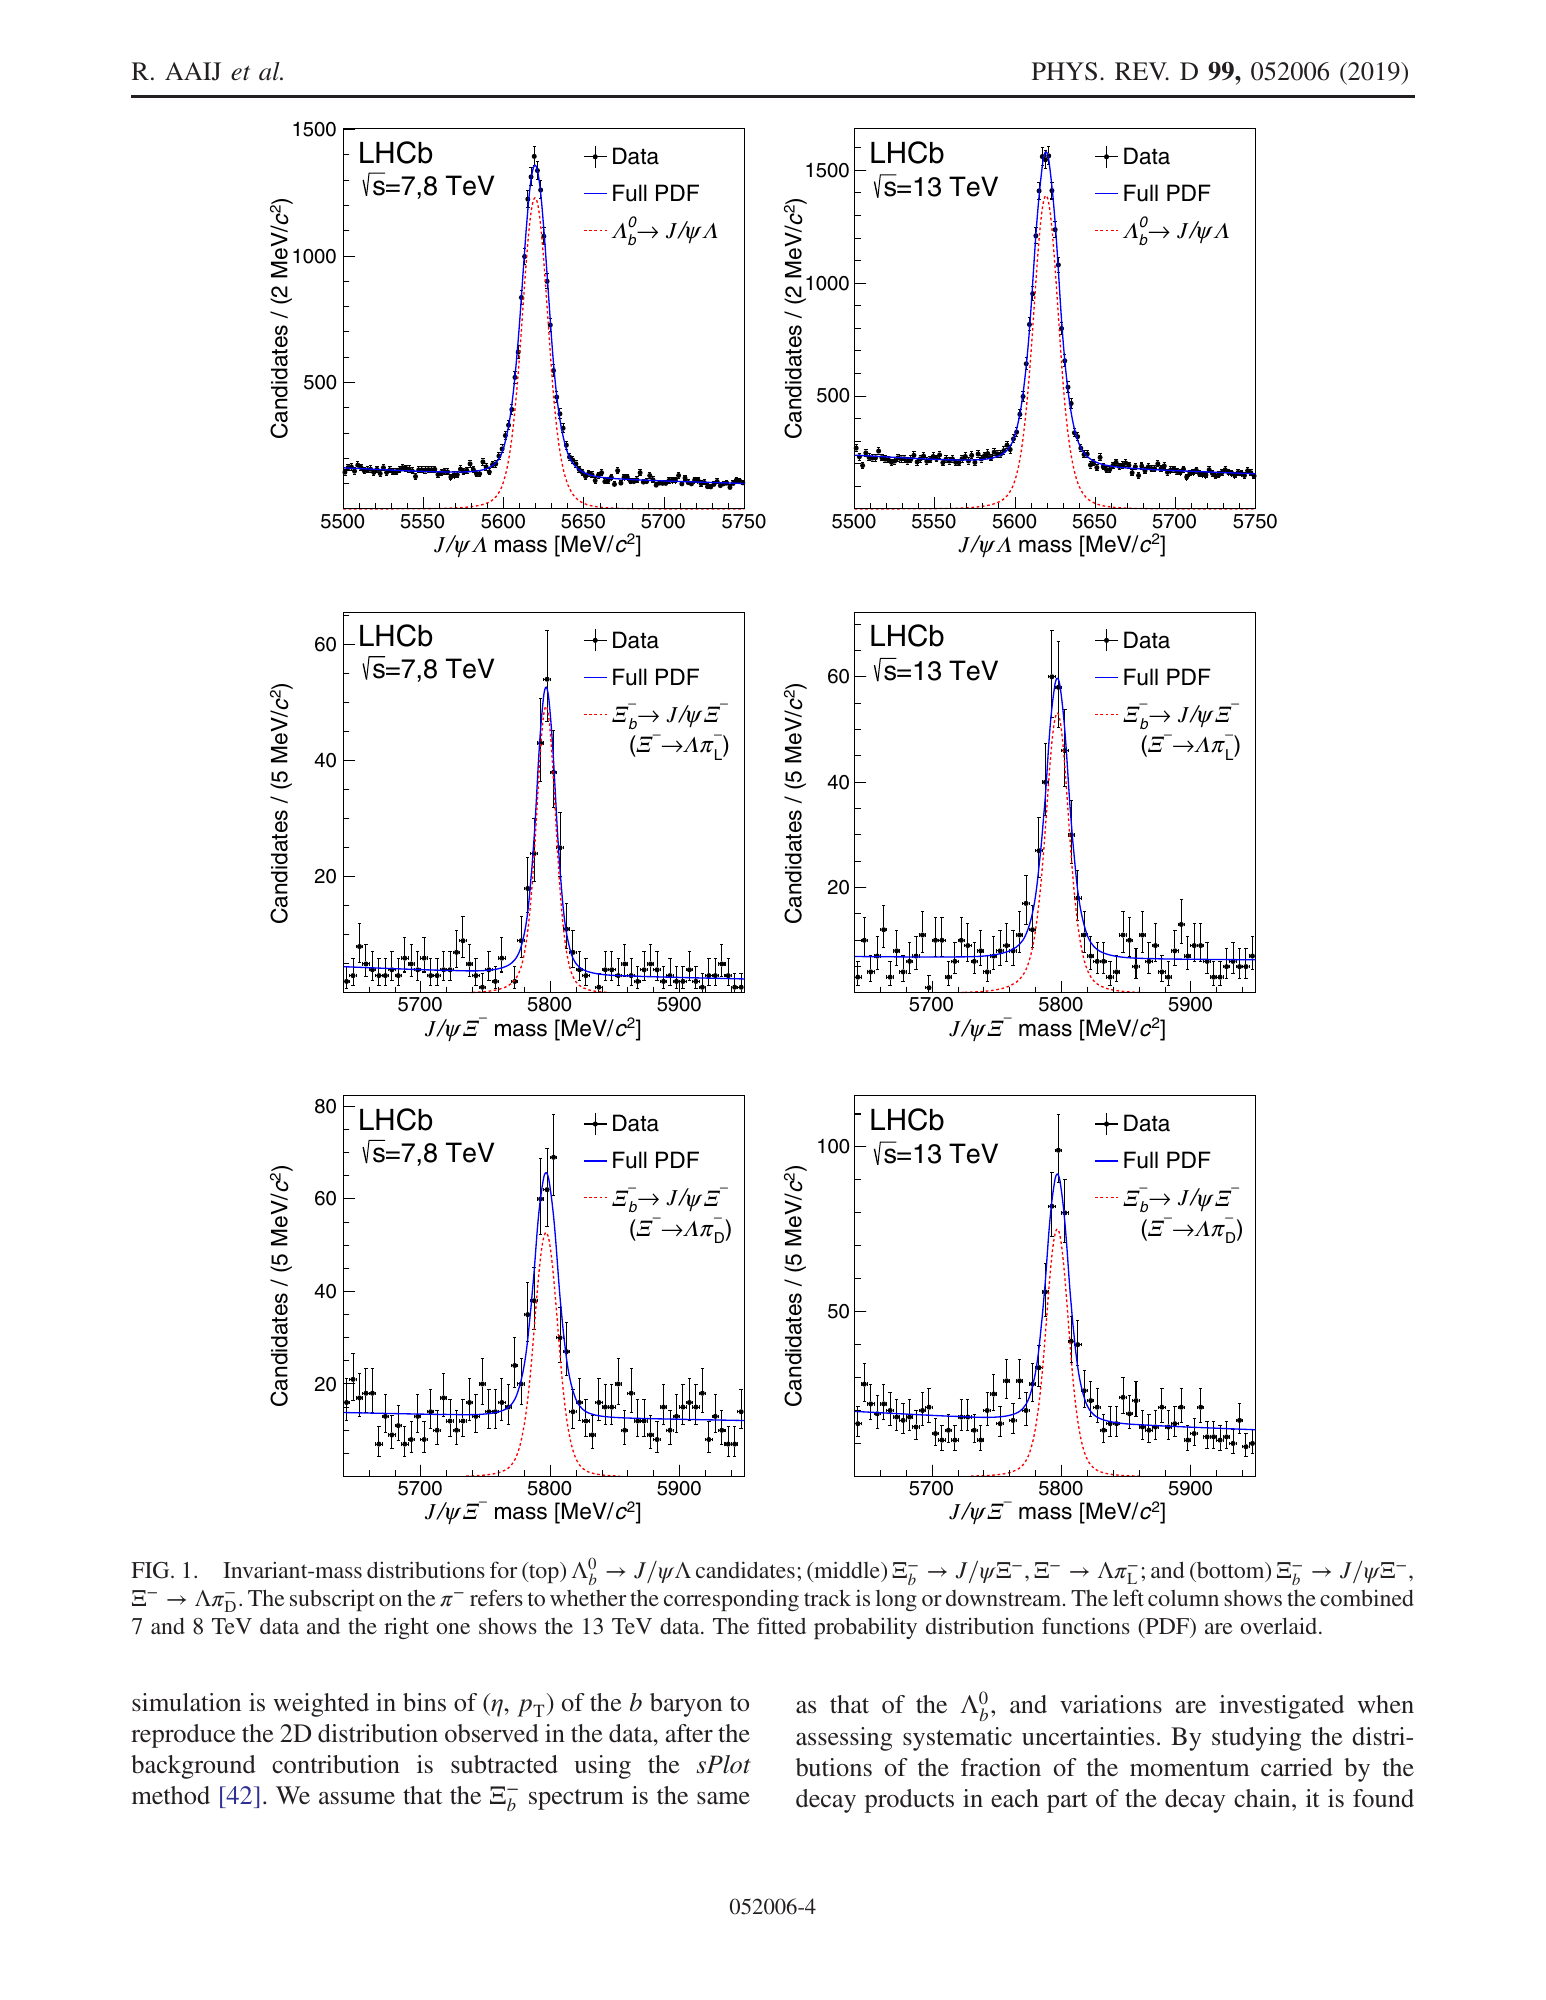 R. AAIJ et al.
PHYS. REV. D 99, 052006 (2019)
1500
1000
500
Candidates / (2 MeV/c²)
LHCb
√s=7,8 TeV
Data
Full PDF
Λb⁰→ J/ψΛ
5500 5550 5600 5650 5700 5750
J/ψΛ mass [MeV/c²]
1500
1000
500
Candidates / (2 MeV/c²)
LHCb
√s=13 TeV
Data
Full PDF
Λb⁰→ J/ψΛ
5500 5550 5600 5650 5700 5750
J/ψΛ mass [MeV/c²]
60
40
20
Candidates / (5 MeV/c²)
LHCb
√s=7,8 TeV
Data
Full PDF
Ξb⁻→ J/ψΞ⁻
(Ξ⁻→Λπ⁻L)
5700 5800 5900
J/ψΞ⁻ mass [MeV/c²]
60
40
20
Candidates / (5 MeV/c²)
LHCb
√s=13 TeV
Data
Full PDF
Ξb⁻→ J/ψΞ⁻
(Ξ⁻→Λπ⁻L)
5700 5800 5900
J/ψΞ⁻ mass [MeV/c²]
80
60
40
20
Candidates / (5 MeV/c²)
LHCb
√s=7,8 TeV
Data
Full PDF
Ξb⁻→ J/ψΞ⁻
(Ξ⁻→Λπ⁻D)
5700 5800 5900
J/ψΞ⁻ mass [MeV/c²]
100
50
Candidates / (5 MeV/c²)
LHCb
√s=13 TeV
Data
Full PDF
Ξb⁻→ J/ψΞ⁻
(Ξ⁻→Λπ⁻D)
5700 5800 5900
J/ψΞ⁻ mass [MeV/c²]
FIG. 1. Invariant-mass distributions for (top) Λb⁰ → J/ψΛ candidates; (middle) Ξb⁻ → J/ψΞ⁻, Ξ⁻ → Λπ⁻L; and (bottom) Ξb⁻ → J/ψΞ⁻,
Ξ⁻ → Λπ⁻D. The subscript on the π⁻ refers to whether the corresponding track is long or downstream. The left column shows the combined
7 and 8 TeV data and the right one shows the 13 TeV data. The fitted probability distribution functions (PDF) are overlaid.
simulation is weighted in bins of (η, pT) of the b baryon to
reproduce the 2D distribution observed in the data, after the
background contribution is subtracted using the sPlot
method [42]. We assume that the Ξb⁻ spectrum is the same
as that of the Λb⁰, and variations are investigated when
assessing systematic uncertainties. By studying the distri-
butions of the fraction of the momentum carried by the
decay products in each part of the decay chain, it is found
052006-4